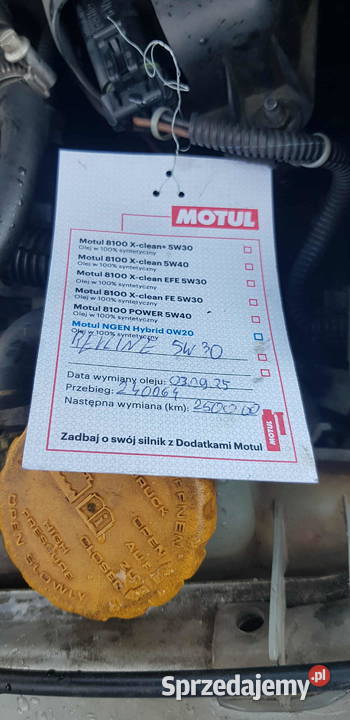 MOTUL
Motul 8100 X-clean+ 5W30
Olej w 100% syntetyczny
Motul 8100 X-clean 5W40
Olej w 100% syntetyczny
Motul 8100 X-clean EFE 5W30
Olej w 100% syntetyczny
Motul 8100 X-clean FE 5W30
Olej w 100% syntetyczny
Motul 8100 POWER 5W40
Olej w 100% syntetyczny
Motul NGEN Hybrid 0W20
Olej w 100% syntetyczny
REVLINE 5W30
Data wymiany oleju: 03.09.25
Przebieg: 240064
Następna wymiana (km): 250000
Zadbaj o swój silnik z Dodatkami Motul
MOTUL
OPEN
CLOSE
HIGH
PRESSURE
OPEN SLOWLY
Sprzedajemy.pl